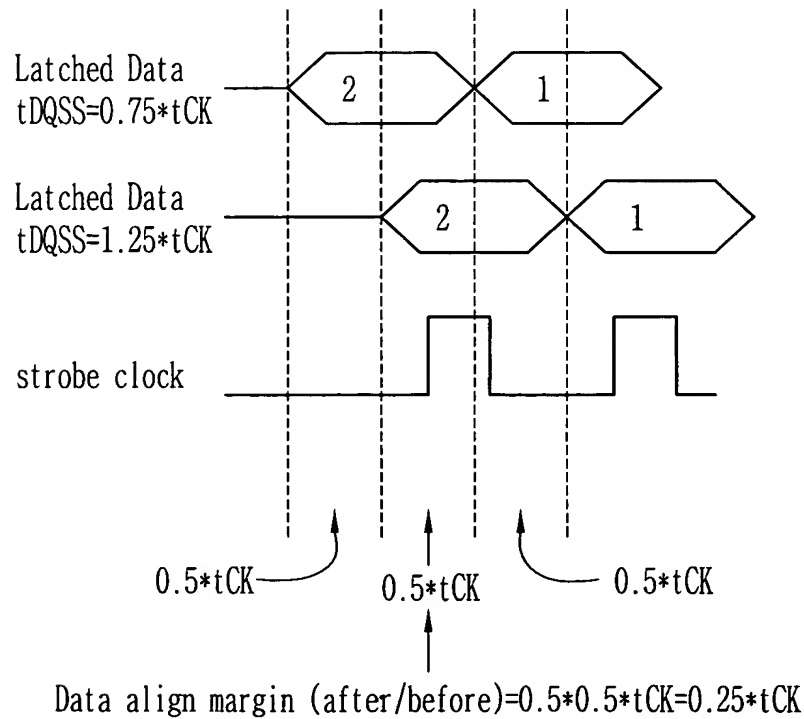 Latched Data
tDQSS=0.75*tCK
2
1
Latched Data
tDQSS=1.25*tCK
2
1
strobe clock
0.5*tCK
0.5*tCK
0.5*tCK
Data align margin (after/before)=0.5*0.5*tCK=0.25*tCK